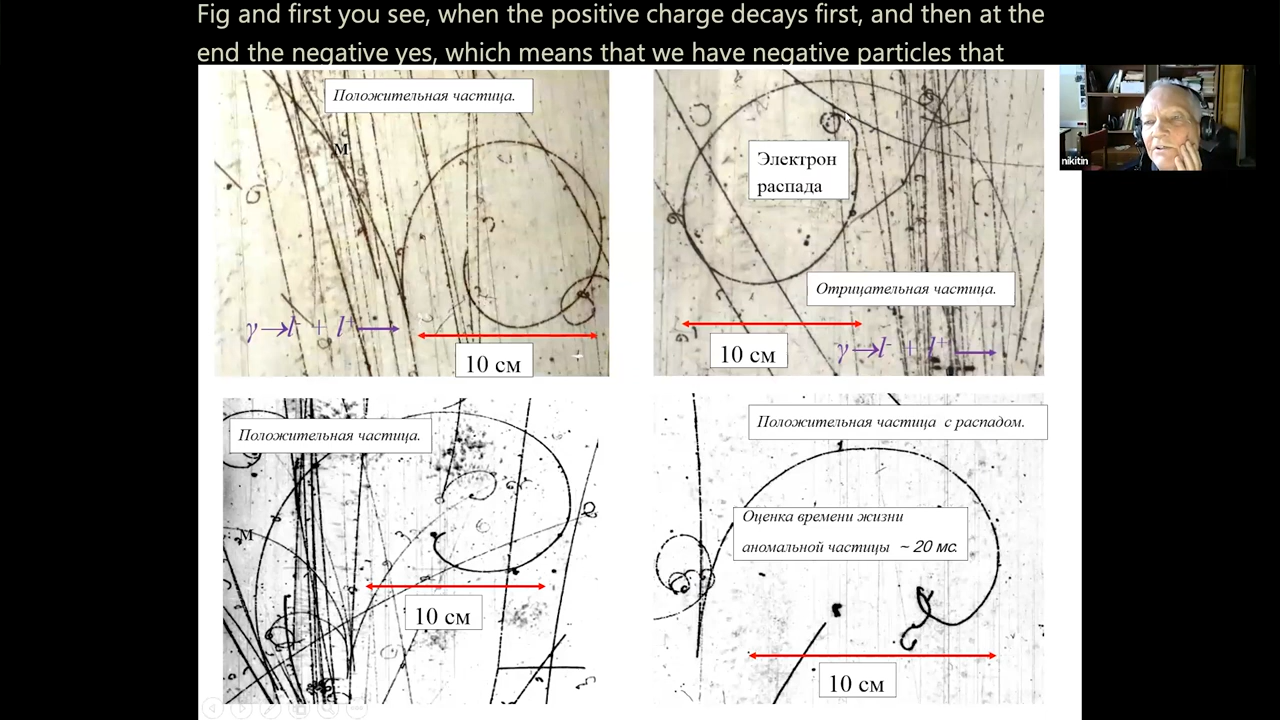 Fig and first you see, when the positive charge decays first, and then at the
end the negative yes, which means that we have negative particles that
nikitin
Положительная частица.
м
γ→l⁻ + l⁺
10 см
Электрон
распада
Отрицательная частица.
10 см
γ→l⁻ + l⁺
Положительная частица.
м
10 см
Положительная частица с распадом.
Оценка времени жизни
аномальной частицы ~ 20 мс.
10 см